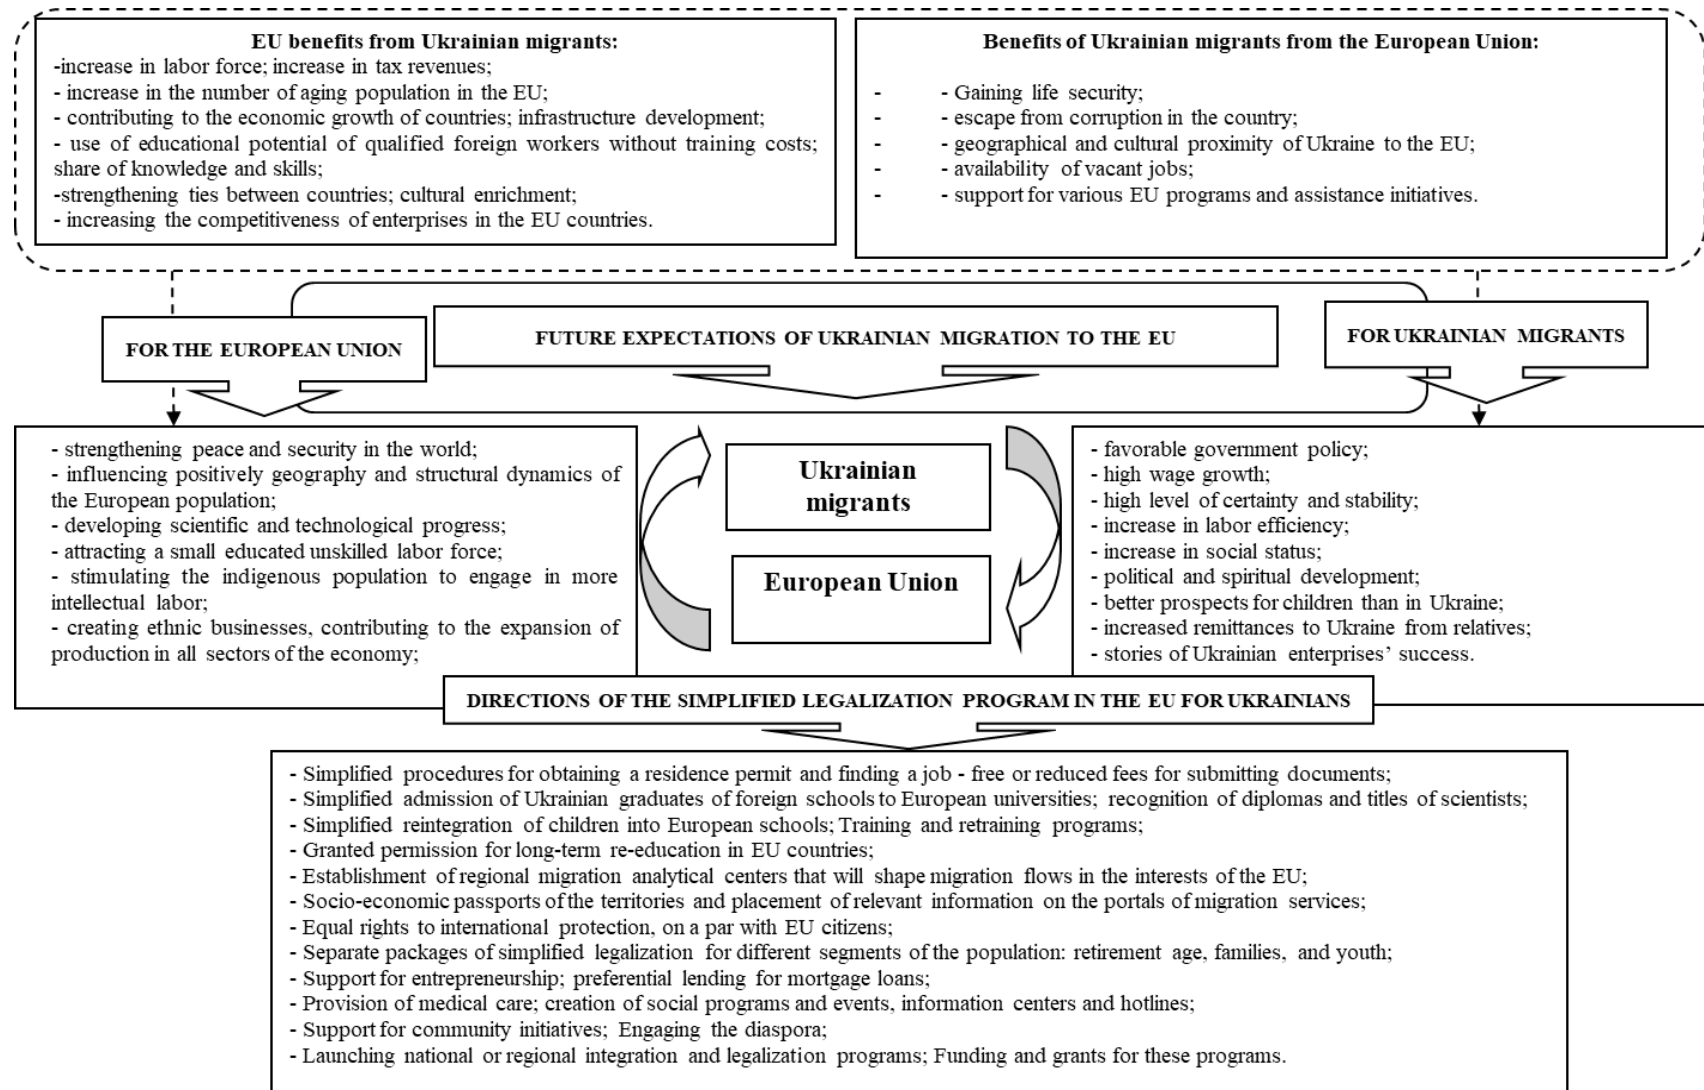 EU benefits from Ukrainian migrants:
-increase in labor force; increase in tax revenues;
- increase in the number of aging population in the EU;
- contributing to the economic growth of countries; infrastructure development;
- use of educational potential of qualified foreign workers without training costs;
share of knowledge and skills;
-strengthening ties between countries; cultural enrichment;
- increasing the competitiveness of enterprises in the EU countries.
Benefits of Ukrainian migrants from the European Union:
- - Gaining life security;
- - escape from corruption in the country;
- - geographical and cultural proximity of Ukraine to the EU;
- - availability of vacant jobs;
- - support for various EU programs and assistance initiatives.
FOR THE EUROPEAN UNION
FUTURE EXPECTATIONS OF UKRAINIAN MIGRATION TO THE EU
FOR UKRAINIAN MIGRANTS
- strengthening peace and security in the world;
- influencing positively geography and structural dynamics of
the European population;
- developing scientific and technological progress;
- attracting a small educated unskilled labor force;
- stimulating the indigenous population to engage in more
intellectual labor;
- creating ethnic businesses, contributing to the expansion of
production in all sectors of the economy;
Ukrainian
migrants
European Union
- favorable government policy;
- high wage growth;
- high level of certainty and stability;
- increase in labor efficiency;
- increase in social status;
- political and spiritual development;
- better prospects for children than in Ukraine;
- increased remittances to Ukraine from relatives;
- stories of Ukrainian enterprises’ success.
DIRECTIONS OF THE SIMPLIFIED LEGALIZATION PROGRAM IN THE EU FOR UKRAINIANS
- Simplified procedures for obtaining a residence permit and finding a job - free or reduced fees for submitting documents;
- Simplified admission of Ukrainian graduates of foreign schools to European universities; recognition of diplomas and titles of scientists;
- Simplified reintegration of children into European schools; Training and retraining programs;
- Granted permission for long-term re-education in EU countries;
- Establishment of regional migration analytical centers that will shape migration flows in the interests of the EU;
- Socio-economic passports of the territories and placement of relevant information on the portals of migration services;
- Equal rights to international protection, on a par with EU citizens;
- Separate packages of simplified legalization for different segments of the population: retirement age, families, and youth;
- Support for entrepreneurship; preferential lending for mortgage loans;
- Provision of medical care; creation of social programs and events, information centers and hotlines;
- Support for community initiatives; Engaging the diaspora;
- Launching national or regional integration and legalization programs; Funding and grants for these programs.